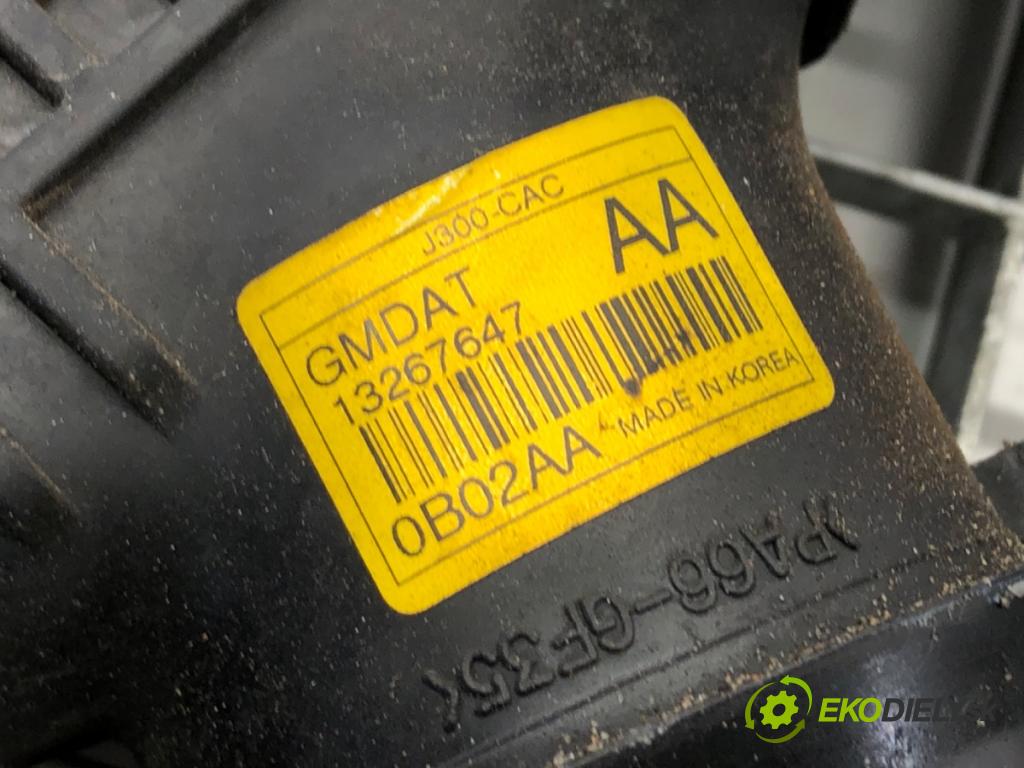 J300-CAC
GMDAT AA
13267647
0B02AA MADE IN KOREA
>PA66-GF35<
EKODIELY